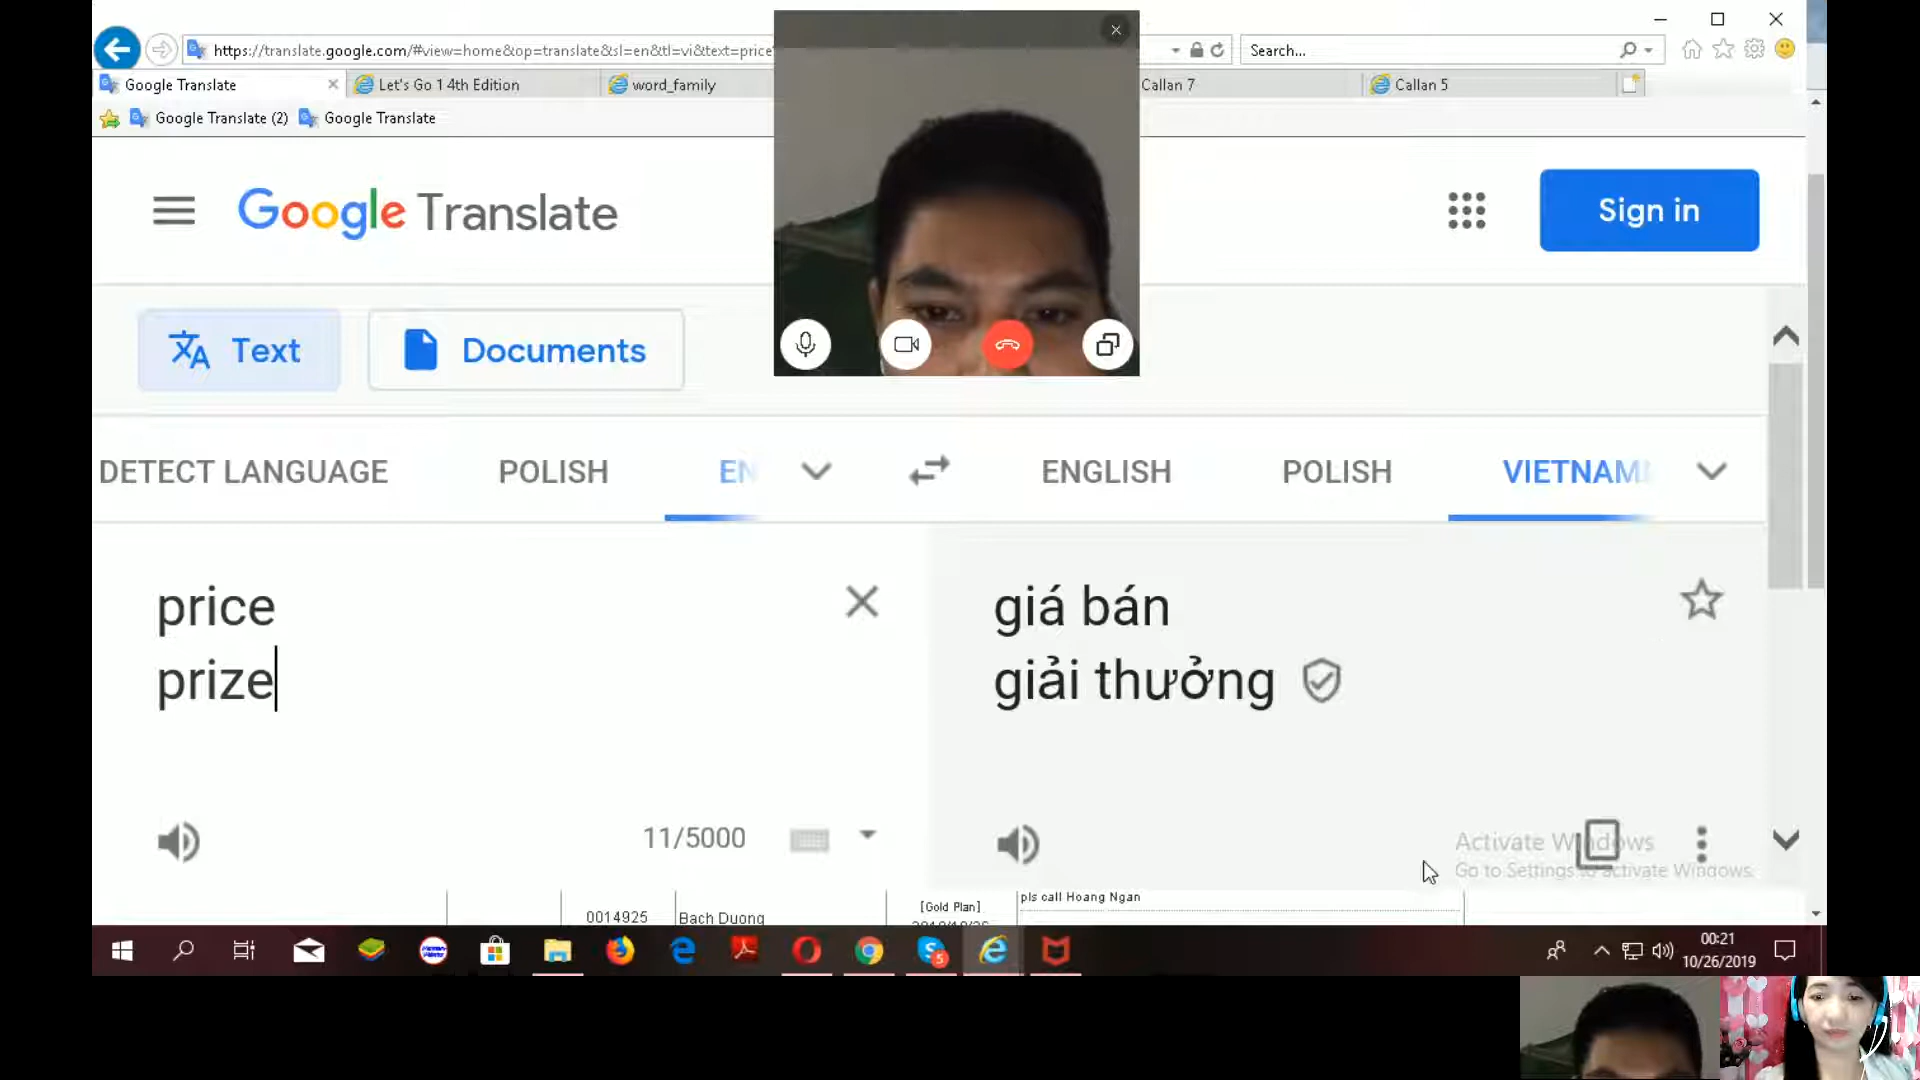 https://translate.google.com/#view=home&op=translate&sl=en&tl=vi&text=price
Search...
Google Translate
Let's Go 1 4th Edition
word_family
Callan 7
Callan 5
Google Translate (2)
Google Translate
Google Translate
Sign in
Text
Documents
DETECT LANGUAGE
POLISH
EN
ENGLISH
POLISH
VIETNAM
price
prize
giá bán
giải thưởng
11/5000
Activate Windows
Go to Settings to activate Windows.
0014925
Bach Duong
[Gold Plan]
pls call Hoang Ngan
5
00:21
10/26/2019